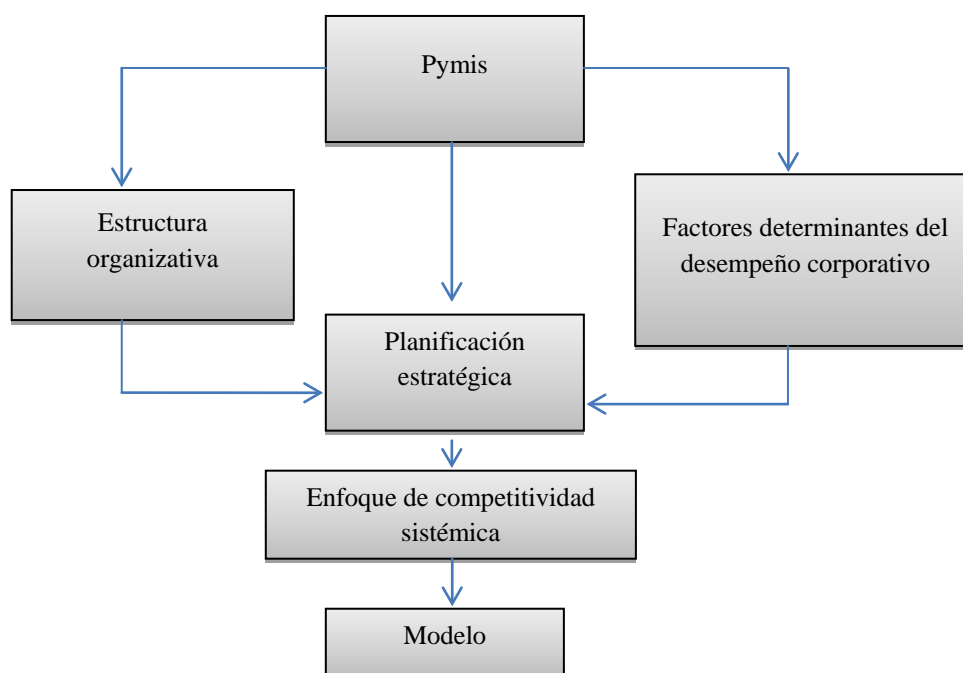 Pymis
Estructura
organizativa
Factores determinantes del
desempeño corporativo
Planificación
estratégica
Enfoque de competitividad
sistémica
Modelo